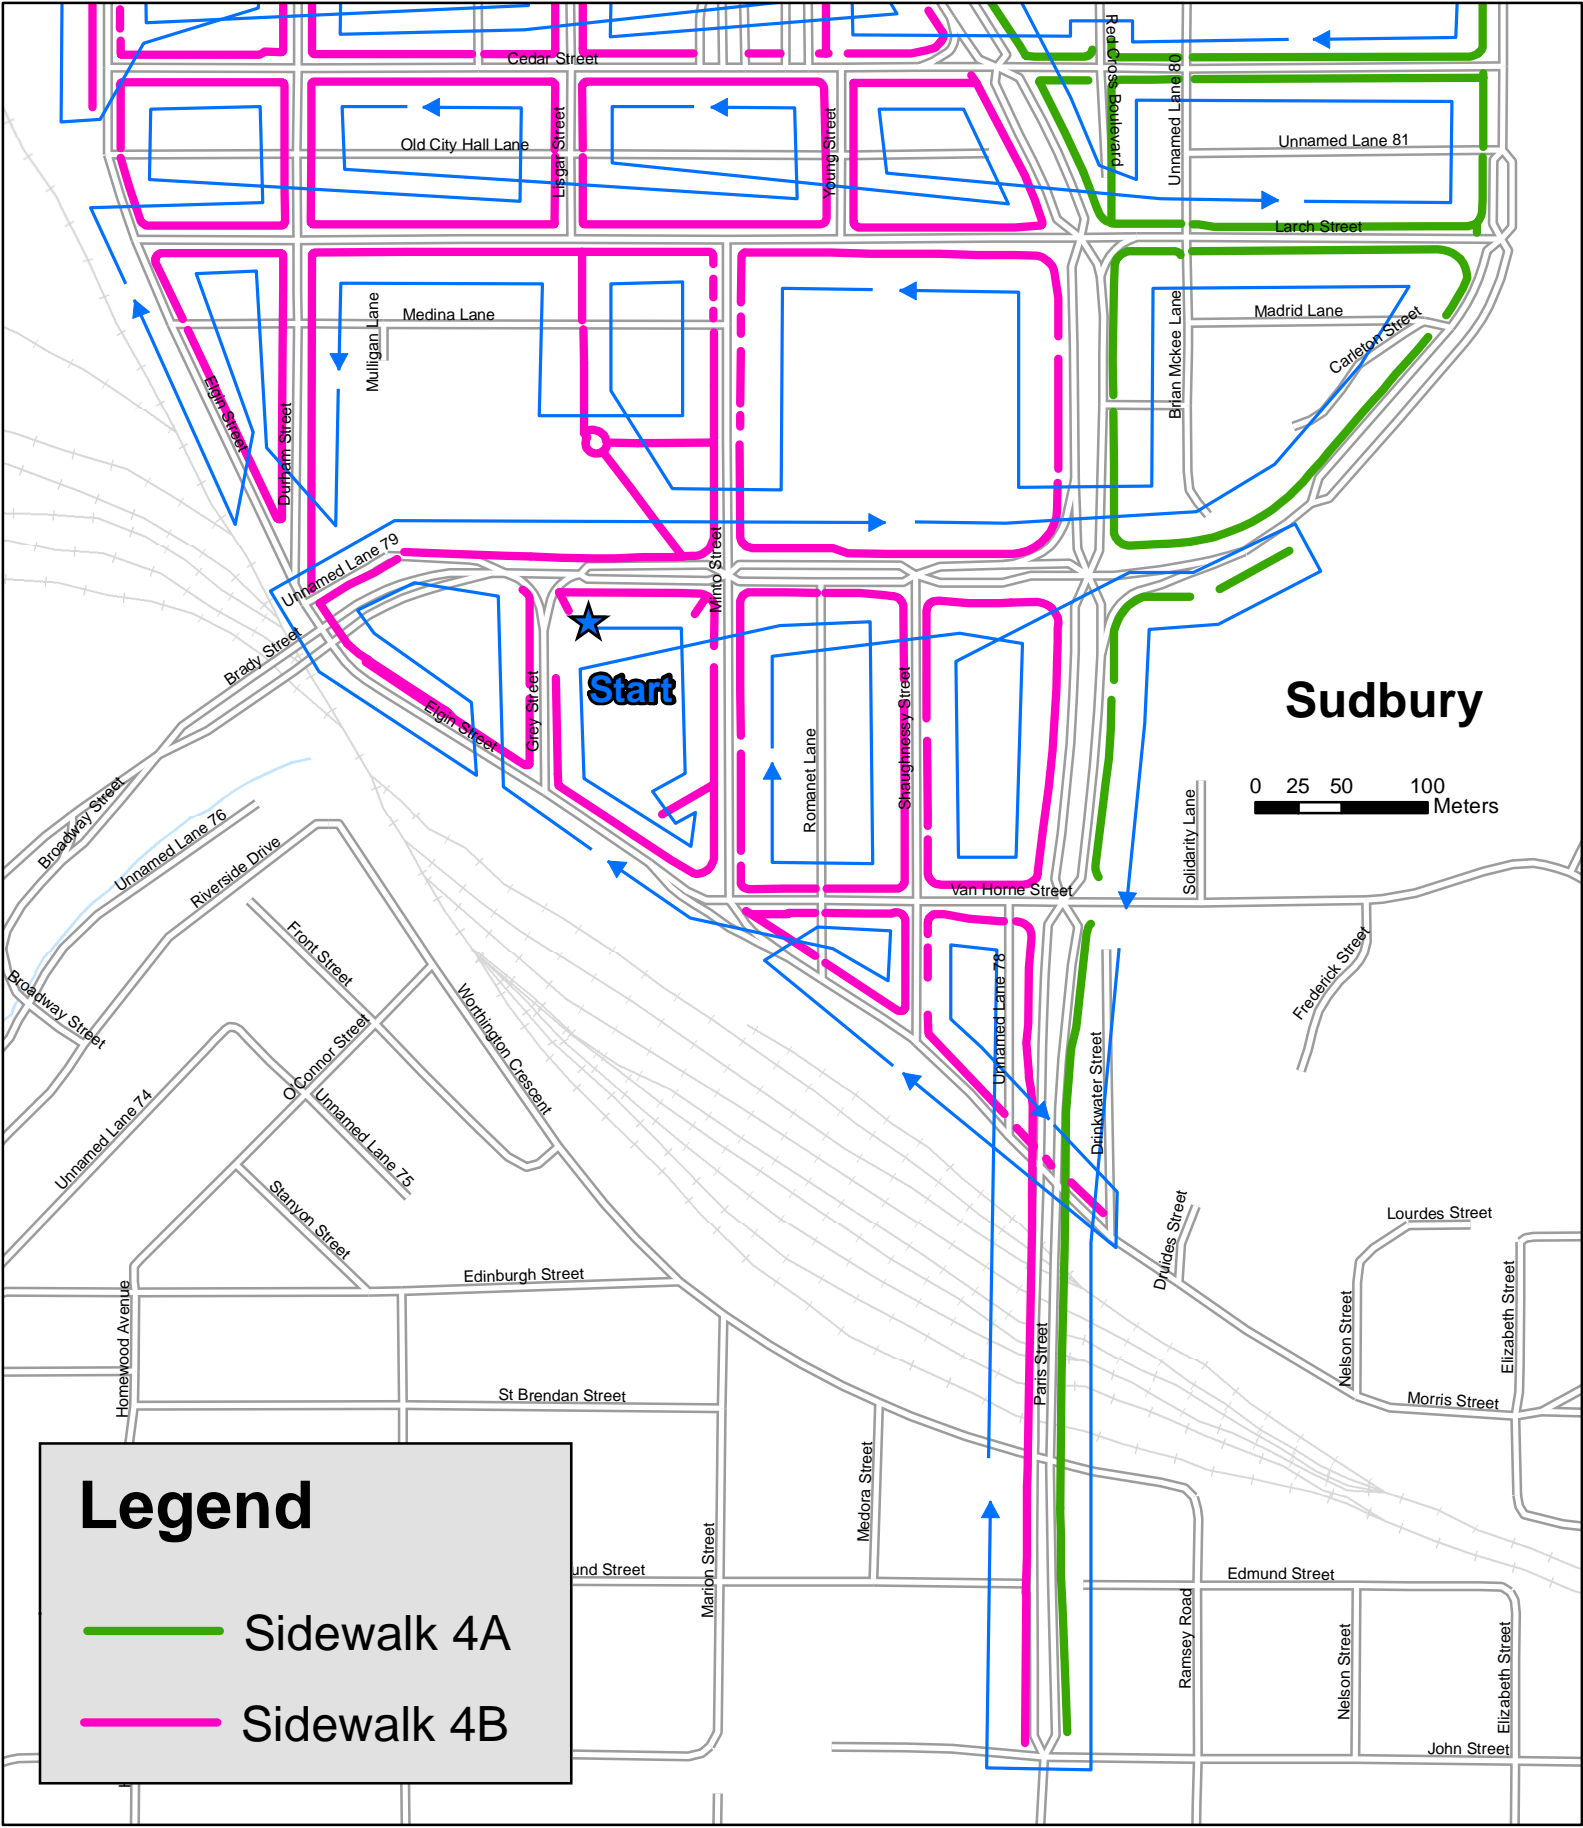 Cedar Street
Red Cross Boulevard
Unnamed Lane 80
Old City Hall Lane
Lisgar Street
Young Street
Unnamed Lane 81
Larch Street
Medina Lane
Mulligan Lane
Elgin Street
Durham Street
Brian Mckee Lane
Madrid Lane
Carleton Street
Unnamed Lane 79
Minto Street
Brady Street
Start
Elgin Street
Grey Street
Shaughnessy Street
Romanet Lane
Sudbury
0 25 50 100
Meters
Solidarity Lane
Broadway Street
Unnamed Lane 76
Riverside Drive
Van Horne Street
Front Street
Broadway Street
Worthington Crescent
Unnamed Lane 78
Frederick Street
Drinkwater Street
O'Connor Street
Unnamed Lane 74
Unnamed Lane 75
Stanyon Street
Druides Street
Lourdes Street
Edinburgh Street
Homewood Avenue
Paris Street
Nelson Street
Elizabeth Street
St Brendan Street
Morris Street
Medora Street
Marion Street
und Street
Edmund Street
Ramsey Road
Nelson Street
Elizabeth Street
John Street
Legend
Sidewalk 4A
Sidewalk 4B